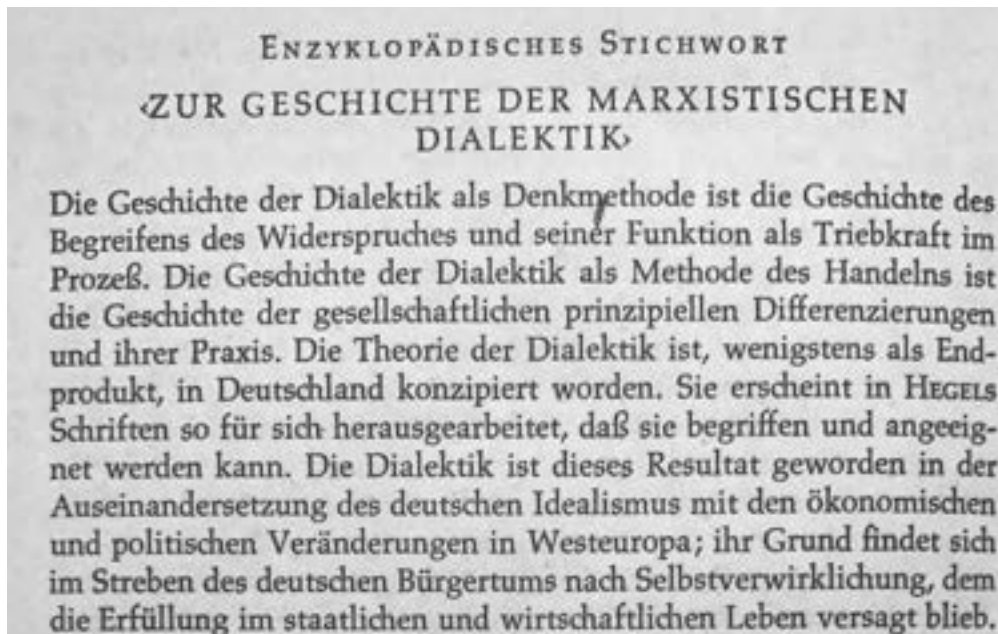 ENZYKLOPÄDISCHES STICHWORT
‹ZUR GESCHICHTE DER MARXISTISCHEN
DIALEKTIK›
Die Geschichte der Dialektik als Denkmethode ist die Geschichte des
Begreifens des Widerspruches und seiner Funktion als Triebkraft im
Prozeß. Die Geschichte der Dialektik als Methode des Handelns ist
die Geschichte der gesellschaftlichen prinzipiellen Differenzierungen
und ihrer Praxis. Die Theorie der Dialektik ist, wenigstens als End-
produkt, in Deutschland konzipiert worden. Sie erscheint in HEGELS
Schriften so für sich herausgearbeitet, daß sie begriffen und angeeig-
net werden kann. Die Dialektik ist dieses Resultat geworden in der
Auseinandersetzung des deutschen Idealismus mit den ökonomischen
und politischen Veränderungen in Westeuropa; ihr Grund findet sich
im Streben des deutschen Bürgertums nach Selbstverwirklichung, dem
die Erfüllung im staatlichen und wirtschaftlichen Leben versagt blieb.